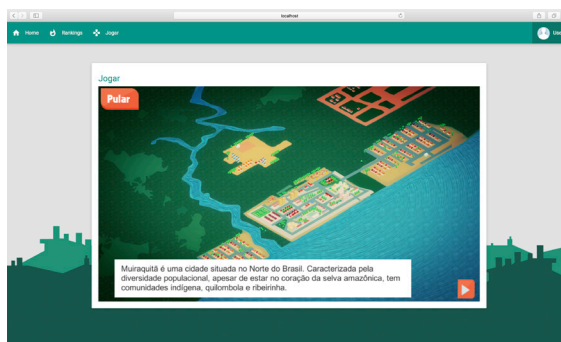 localhost
Home Rankings Jogar
Jogar
Pular
Muiraquitã é uma cidade situada no Norte do Brasil. Caracterizada pela
diversidade populacional, apesar de estar no coração da selva amazônica, tem
comunidades indígena, quilombola e ribeirinha.